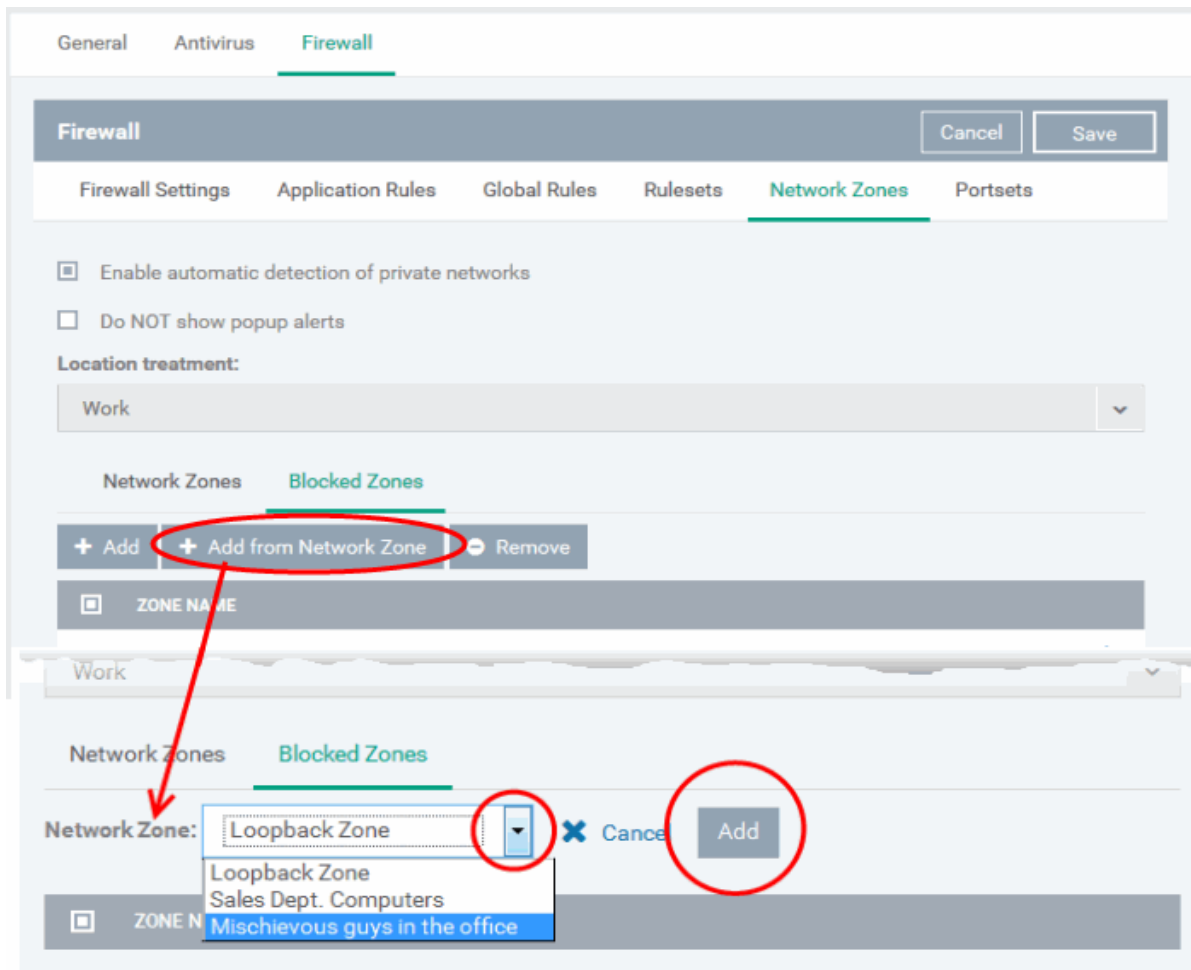 General Antivirus Firewall
Firewall Cancel Save
Firewall Settings Application Rules Global Rules Rulesets Network Zones Portsets
Enable automatic detection of private networks
Do NOT show popup alerts
Location treatment:
Work
Network Zones Blocked Zones
+ Add + Add from Network Zone Remove
ZONE NAME
Work
Network Zones Blocked Zones
Network Zone: Loopback Zone Cancel Add
Loopback Zone
Sales Dept. Computers
ZONE N Mischievous guys in the office